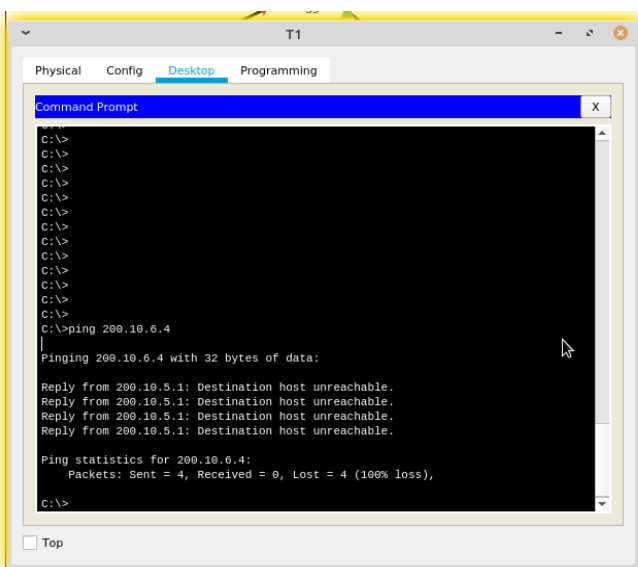 T1
Physical Config Desktop Programming
Command Prompt
X
C:\>
C:\>
C:\>
C:\>
C:\>
C:\>
C:\>
C:\>
C:\>
C:\>
C:\>
C:\>
C:\>
C:\>ping 200.10.6.4
Pinging 200.10.6.4 with 32 bytes of data:
Reply from 200.10.5.1: Destination host unreachable.
Reply from 200.10.5.1: Destination host unreachable.
Reply from 200.10.5.1: Destination host unreachable.
Reply from 200.10.5.1: Destination host unreachable.
Ping statistics for 200.10.6.4:
Packets: Sent = 4, Received = 0, Lost = 4 (100% loss),
C:\>
Top